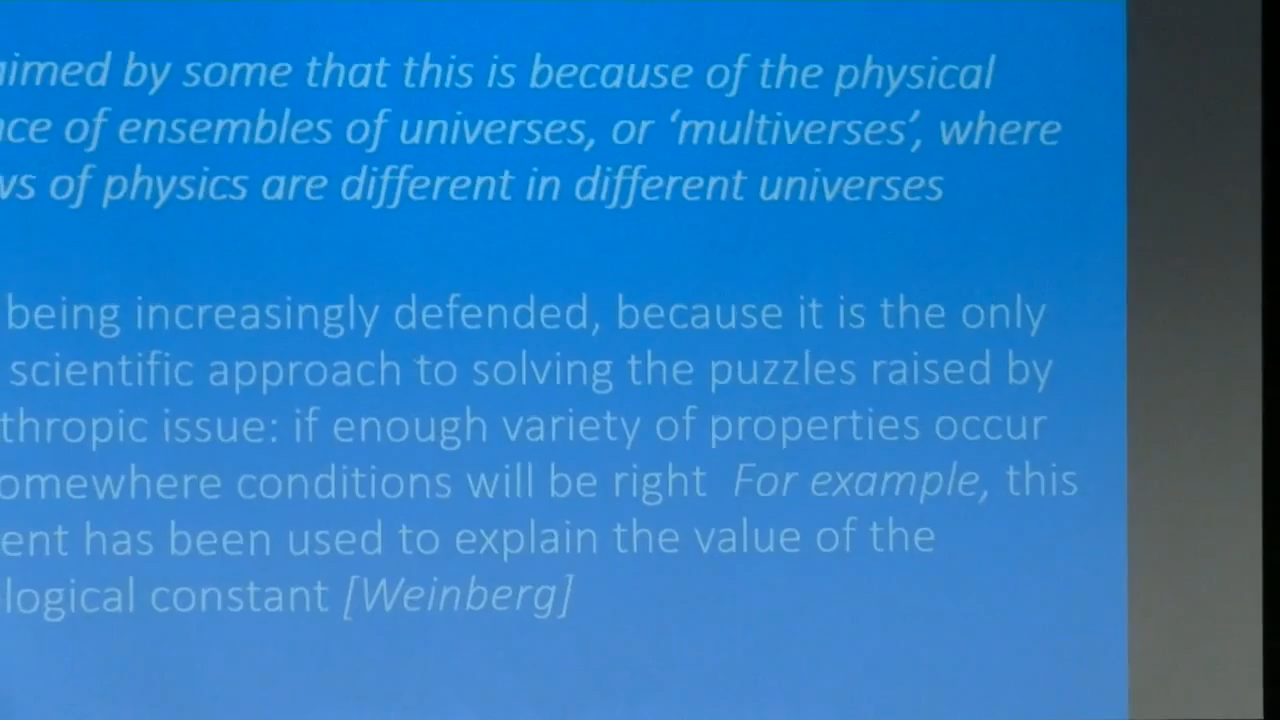 aimed by some that this is because of the physical
nce of ensembles of universes, or ‘multiverses’, where
ws of physics are different in different universes
being increasingly defended, because it is the only
scientific approach to solving the puzzles raised by
thropic issue: if enough variety of properties occur
omewhere conditions will be right For example, this
ent has been used to explain the value of the
logical constant [Weinberg]